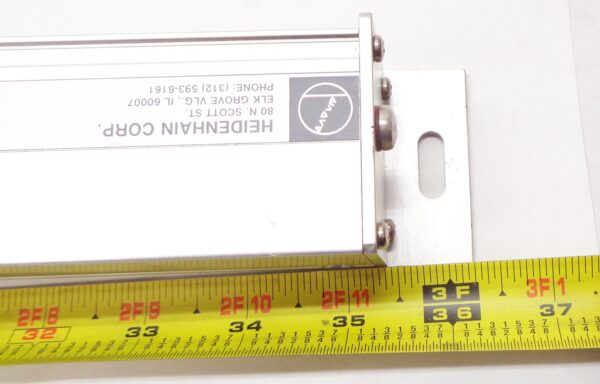 HEIDENHAIN CORP.
80 N. SCOTT ST.
ELK GROVE VLG., IL 60007
PHONE: (312) 593-6161
2F8 2F9 2F10 2F11 3F 3F1
32 33 34 35 36 37